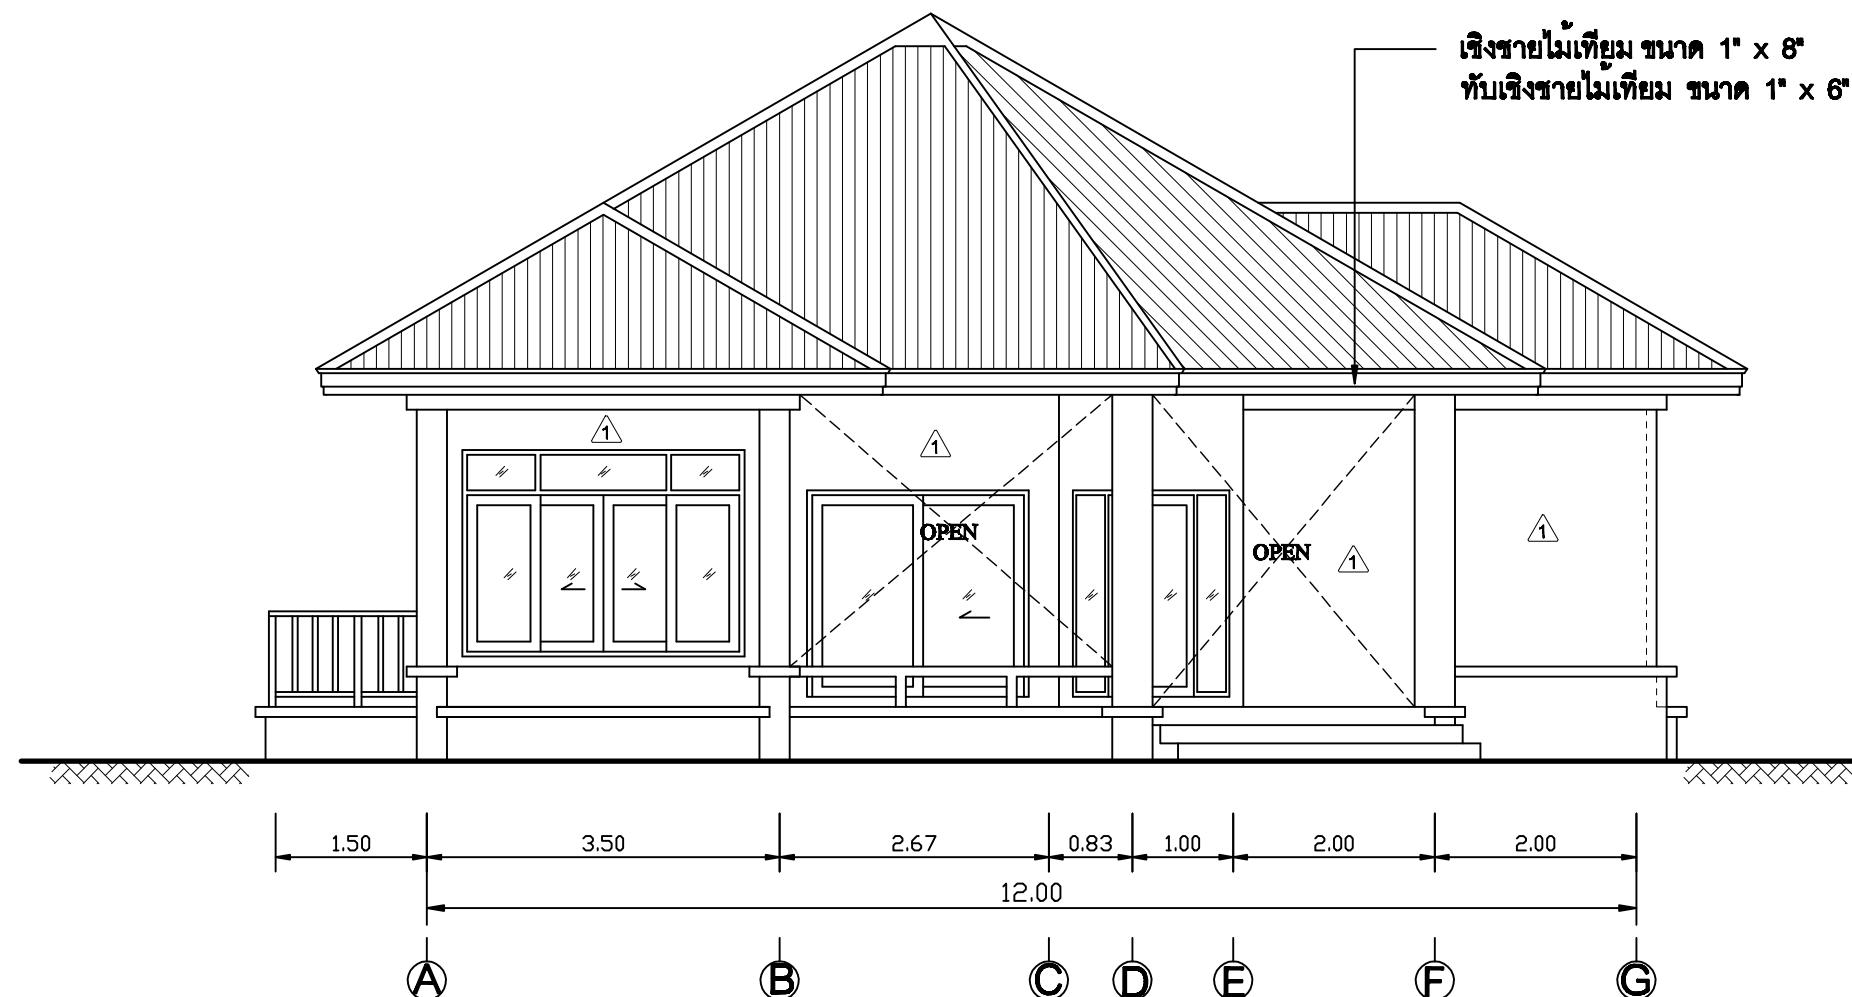 เชิงชายไม้เทียม ขนาด 1" x 8"
ทับเชิงชายไม้เทียม ขนาด 1" x 6"
1
1
OPEN
OPEN
1
1
1.50 3.50 2.67 0.83 1.00 2.00 2.00
12.00
A B C D E F G